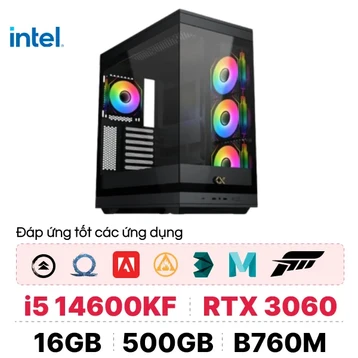 intel.
Đáp ứng tốt các ứng dụng
i5 14600KF RTX 3060
16GB 500GB B760M